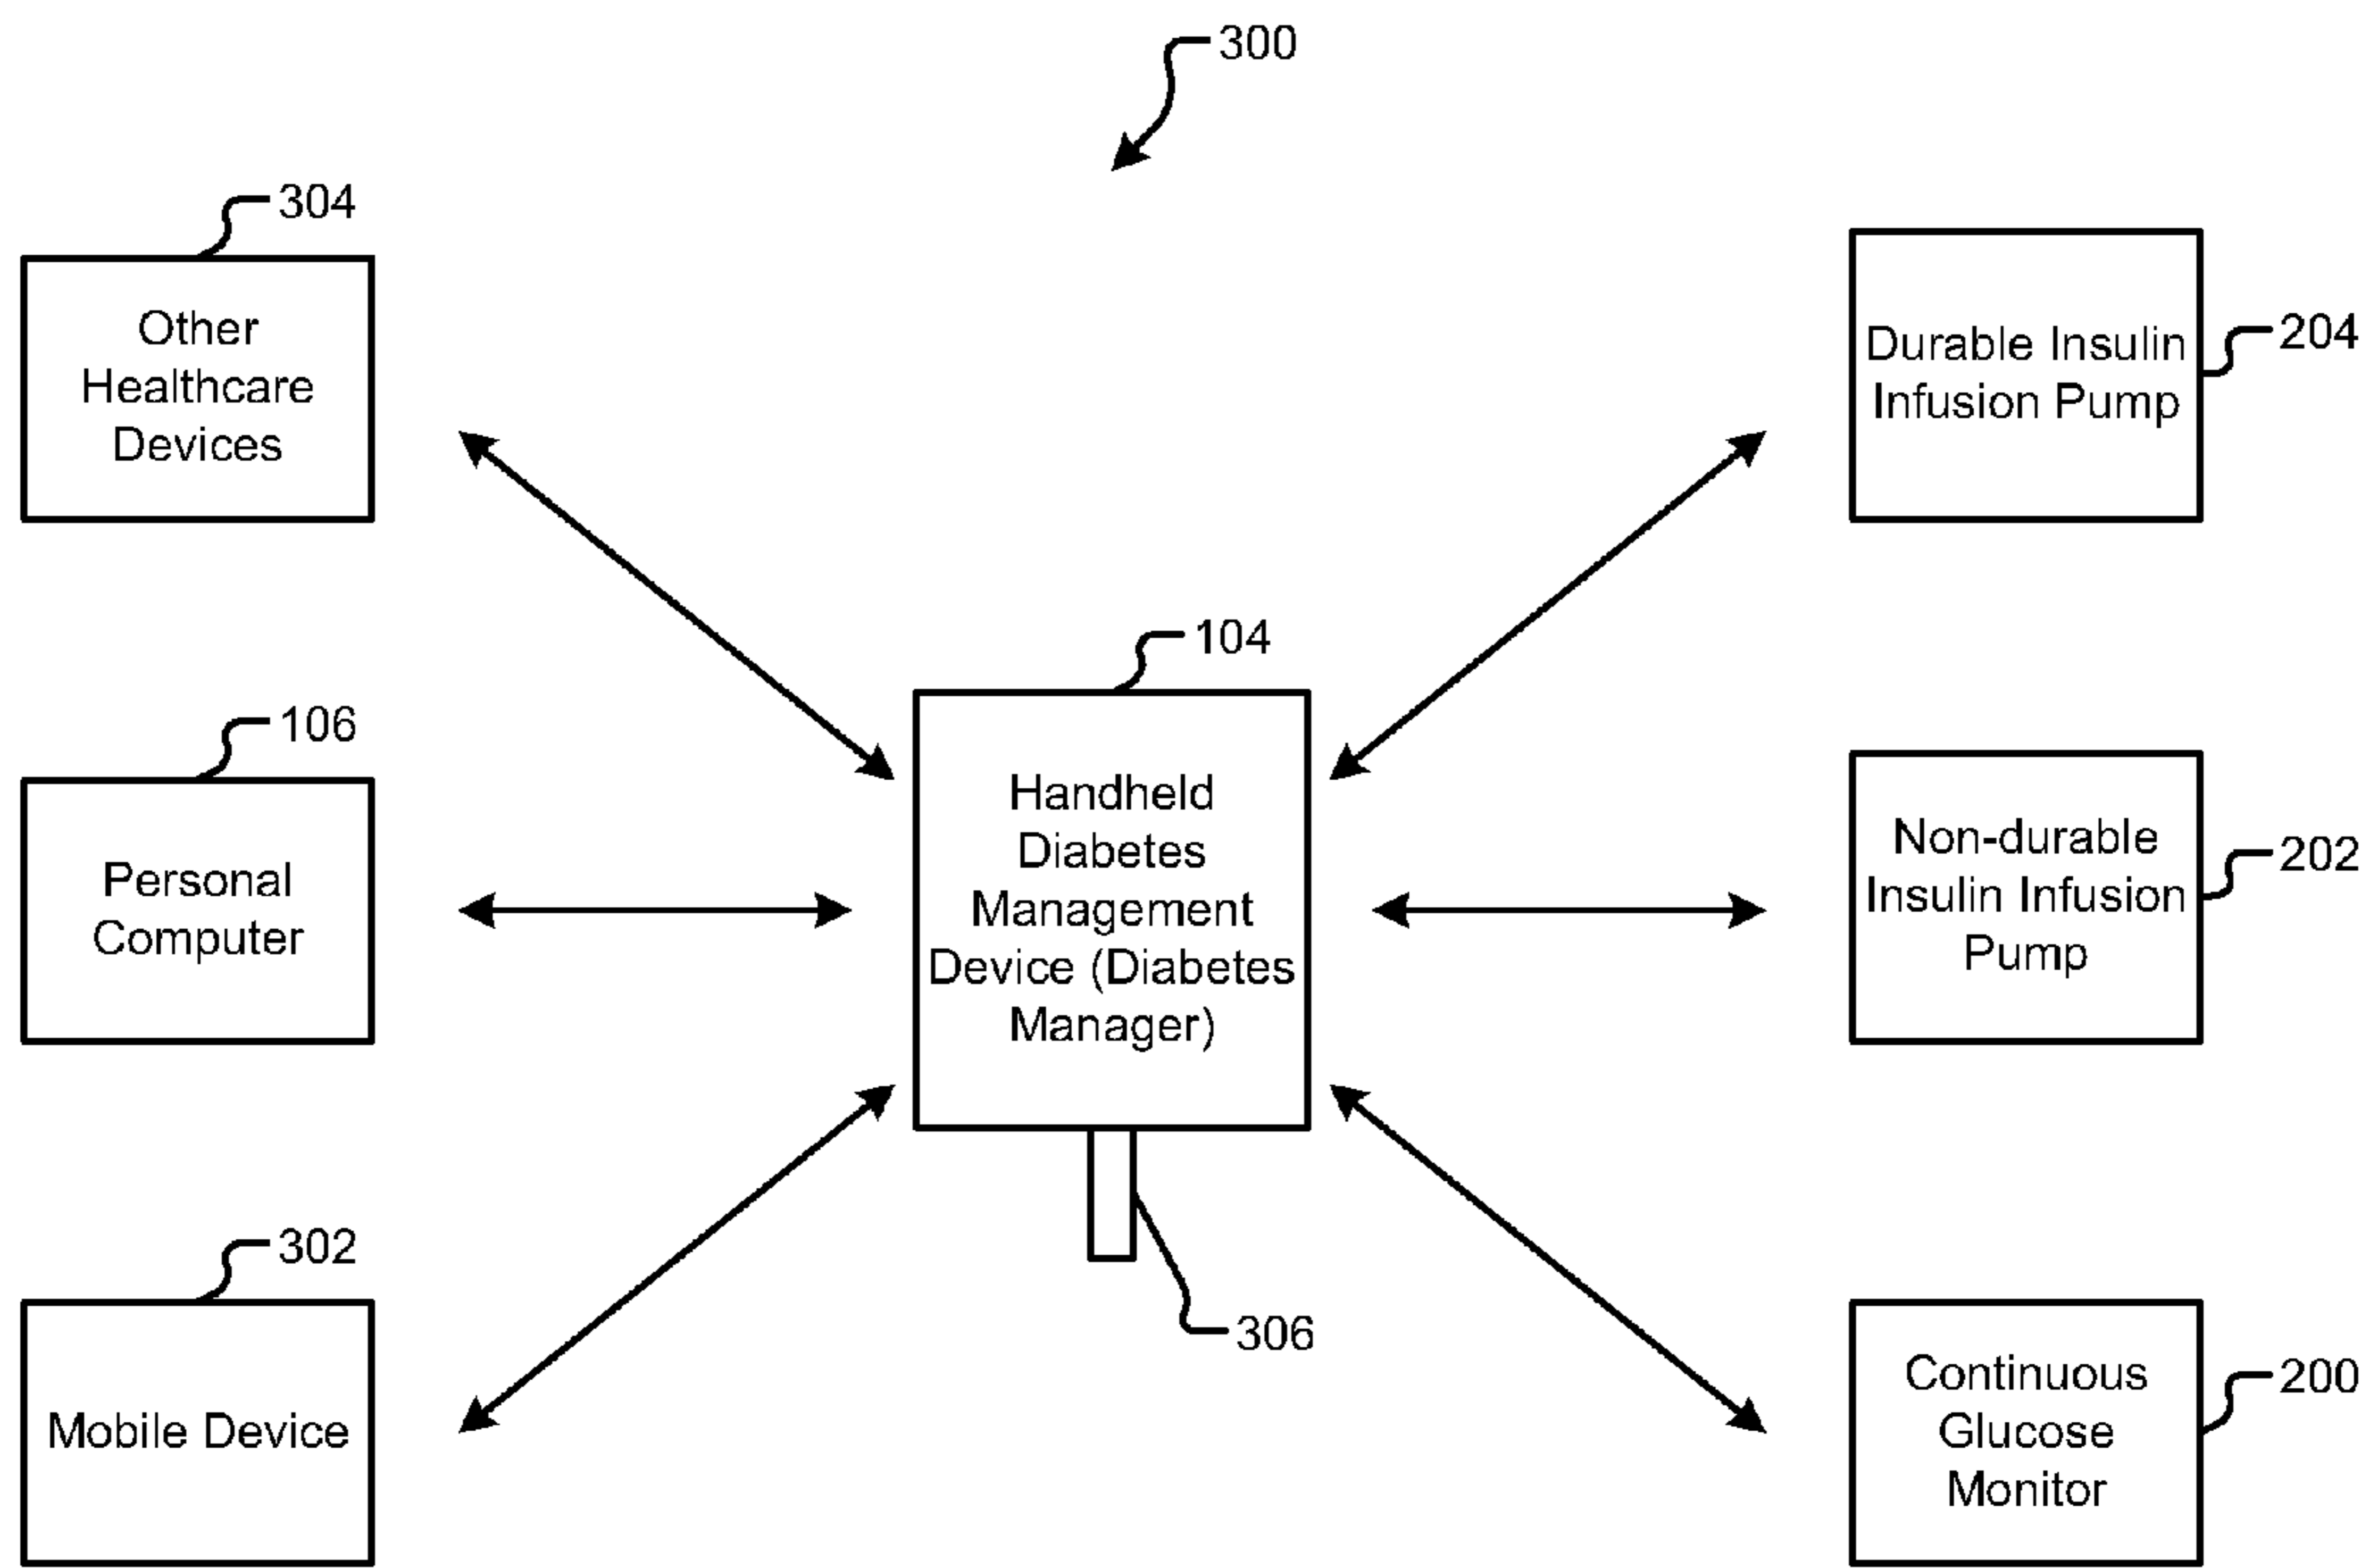 300
304
Other
Healthcare
Devices
Durable Insulin
Infusion Pump
204
104
106
Personal
Computer
Handheld
Diabetes
Management
Device (Diabetes
Manager)
Non-durable
Insulin Infusion
Pump
202
302
Mobile Device
306
Continuous
Glucose
Monitor
200